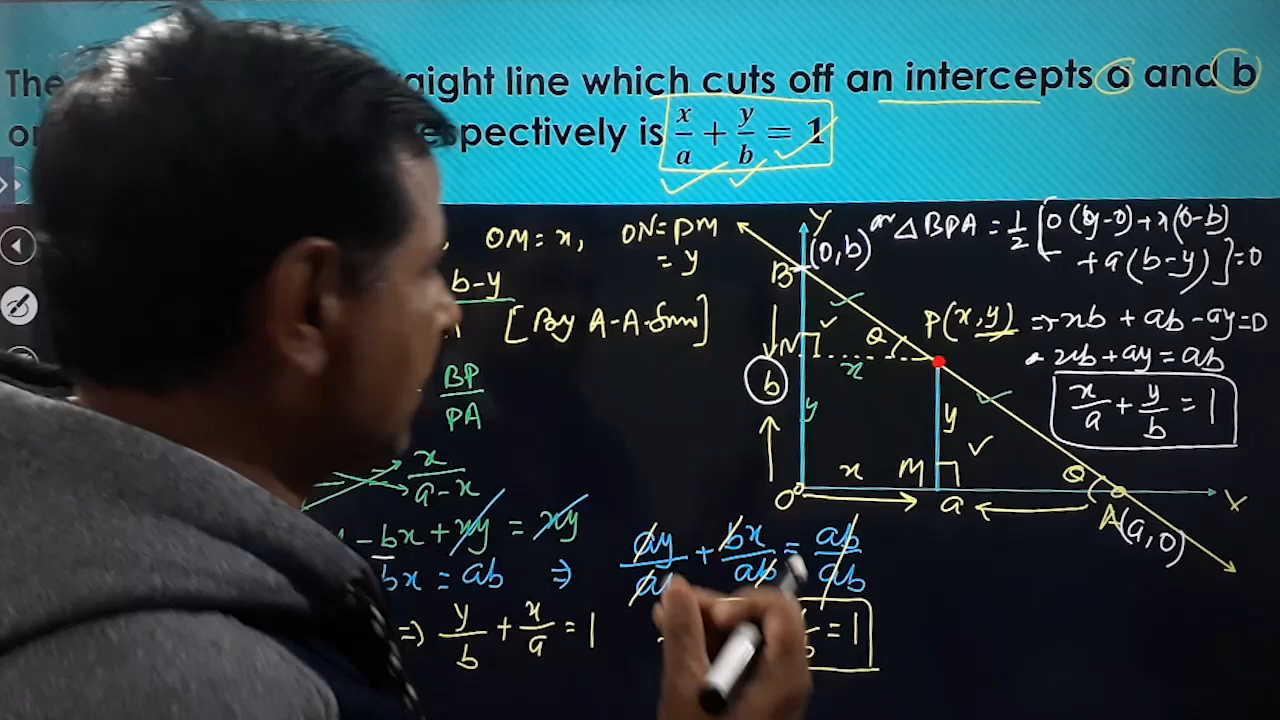 The aight line which cuts off an intercepts a and b
or espectively is x/a + y/b = 1
OM = x, ON = PM
= y
b-y
[By A-A-
BP/PA
x/(a-x)
- bx + xy = xy
bx = ab ⇒ ay/ab + bx/ab = ab/ab
⇒ y/b + x/a = 1
= 1
Y
B (0, b)
N
θ
P(x, y)
x
b
y
y
x
M
O
a
θ
A(a, 0)
X
ar △BPA = 1/2 [0(y-0) + x(0-b)
+ a(b-y)] = 0
⇒ -xb + ab - ay = 0
xb + ay = ab
x/a + y/b = 1